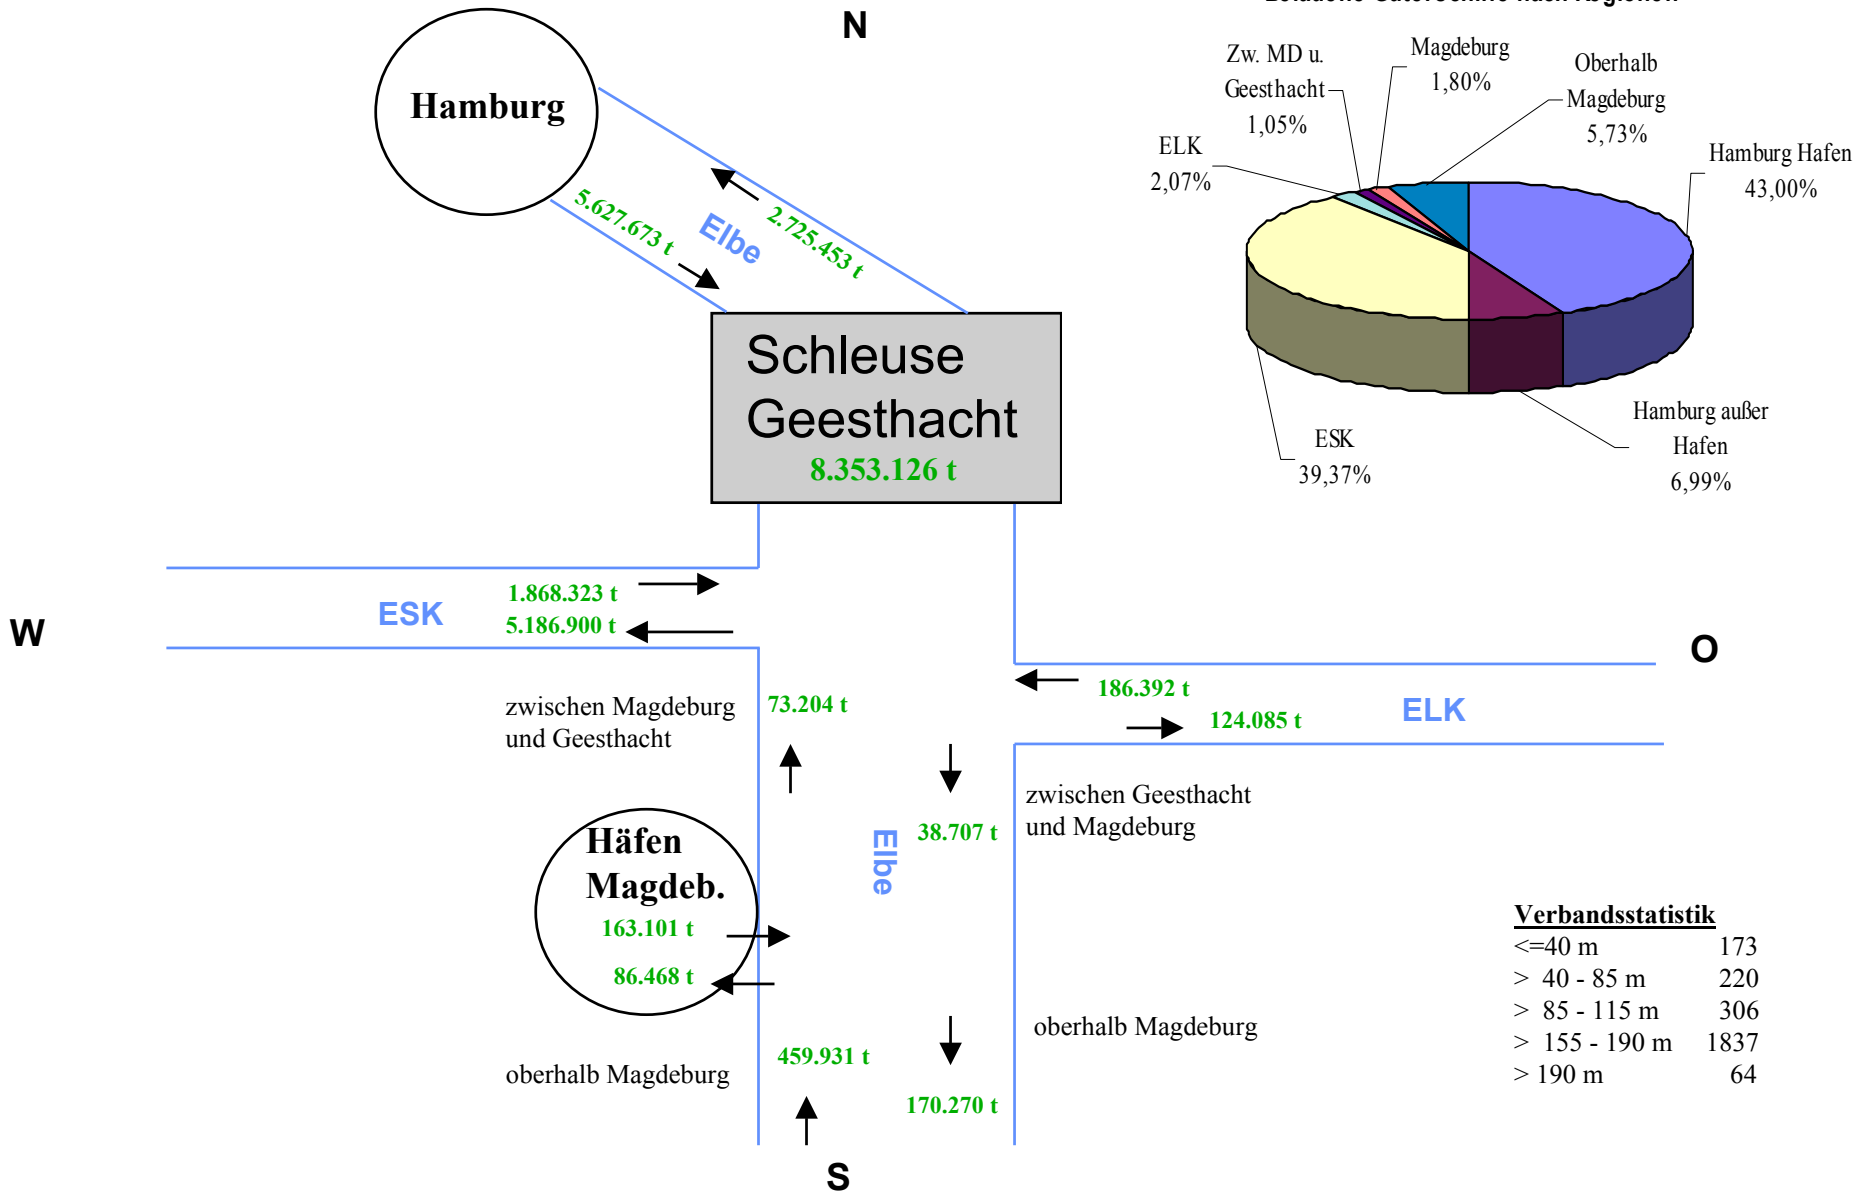 N
Hamburg
5.627.673 t
Elbe
2.725.453 t
Schleuse
Geesthacht
8.353.126 t
Zw. MD u.
Geesthacht
1,05%
Magdeburg
1,80%
Oberhalb
Magdeburg
5,73%
ELK
2,07%
Hamburg Hafen
43,00%
ESK
39,37%
Hamburg außer
Hafen
6,99%
W
ESK
1.868.323 t
5.186.900 t
O
186.392 t
124.085 t
ELK
zwischen Magdeburg
und Geesthacht
73.204 t
zwischen Geesthacht
und Magdeburg
38.707 t
Elbe
Häfen
Magdeb.
163.101 t
86.468 t
oberhalb Magdeburg
459.931 t
oberhalb Magdeburg
170.270 t
S
Verbandsstatistik
<=40 m 173
> 40 - 85 m 220
> 85 - 115 m 306
> 155 - 190 m 1837
> 190 m 64